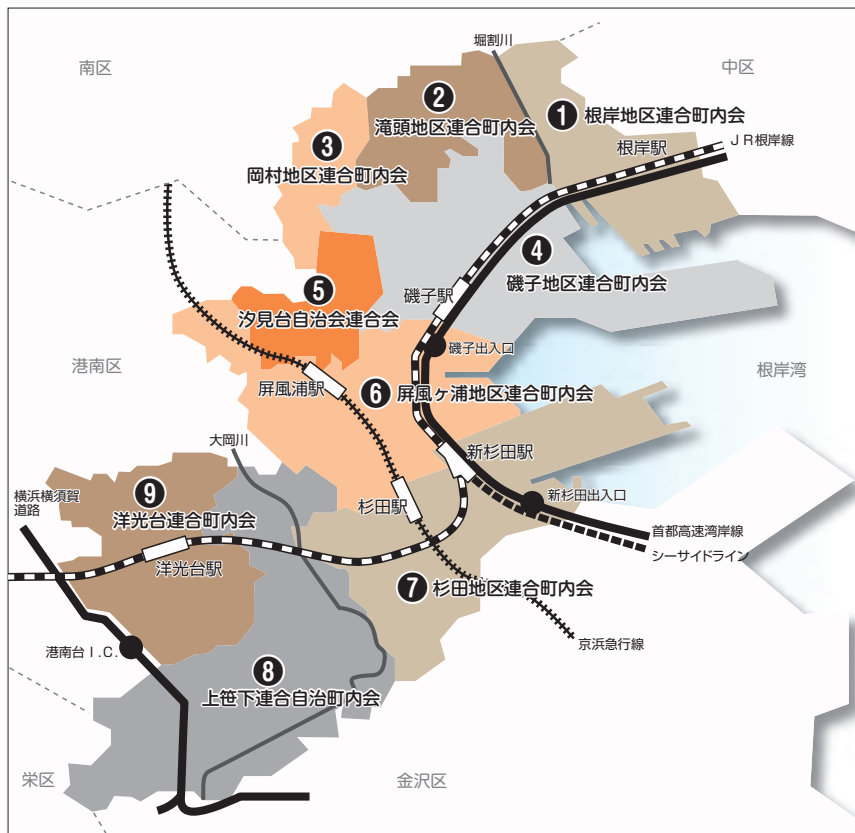 堀割川
南区
中区
❷
滝頭地区連合町内会
❶
根岸地区連合町内会
根岸駅
ＪＲ根岸線
❸
岡村地区連合町内会
❹
磯子地区連合町内会
磯子駅
❺
汐見台自治会連合会
磯子出入口
港南区
根岸湾
屏風浦駅
❻
屏風ヶ浦地区連合町内会
大岡川
新杉田駅
横浜横須賀
道路
❾
洋光台連合町内会
杉田駅
新杉田出入口
首都高速湾岸線
シーサイドライン
洋光台駅
❼
杉田地区連合町内会
京浜急行線
港南台Ｉ.Ｃ.
❽
上笹下連合自治町内会
栄区
金沢区